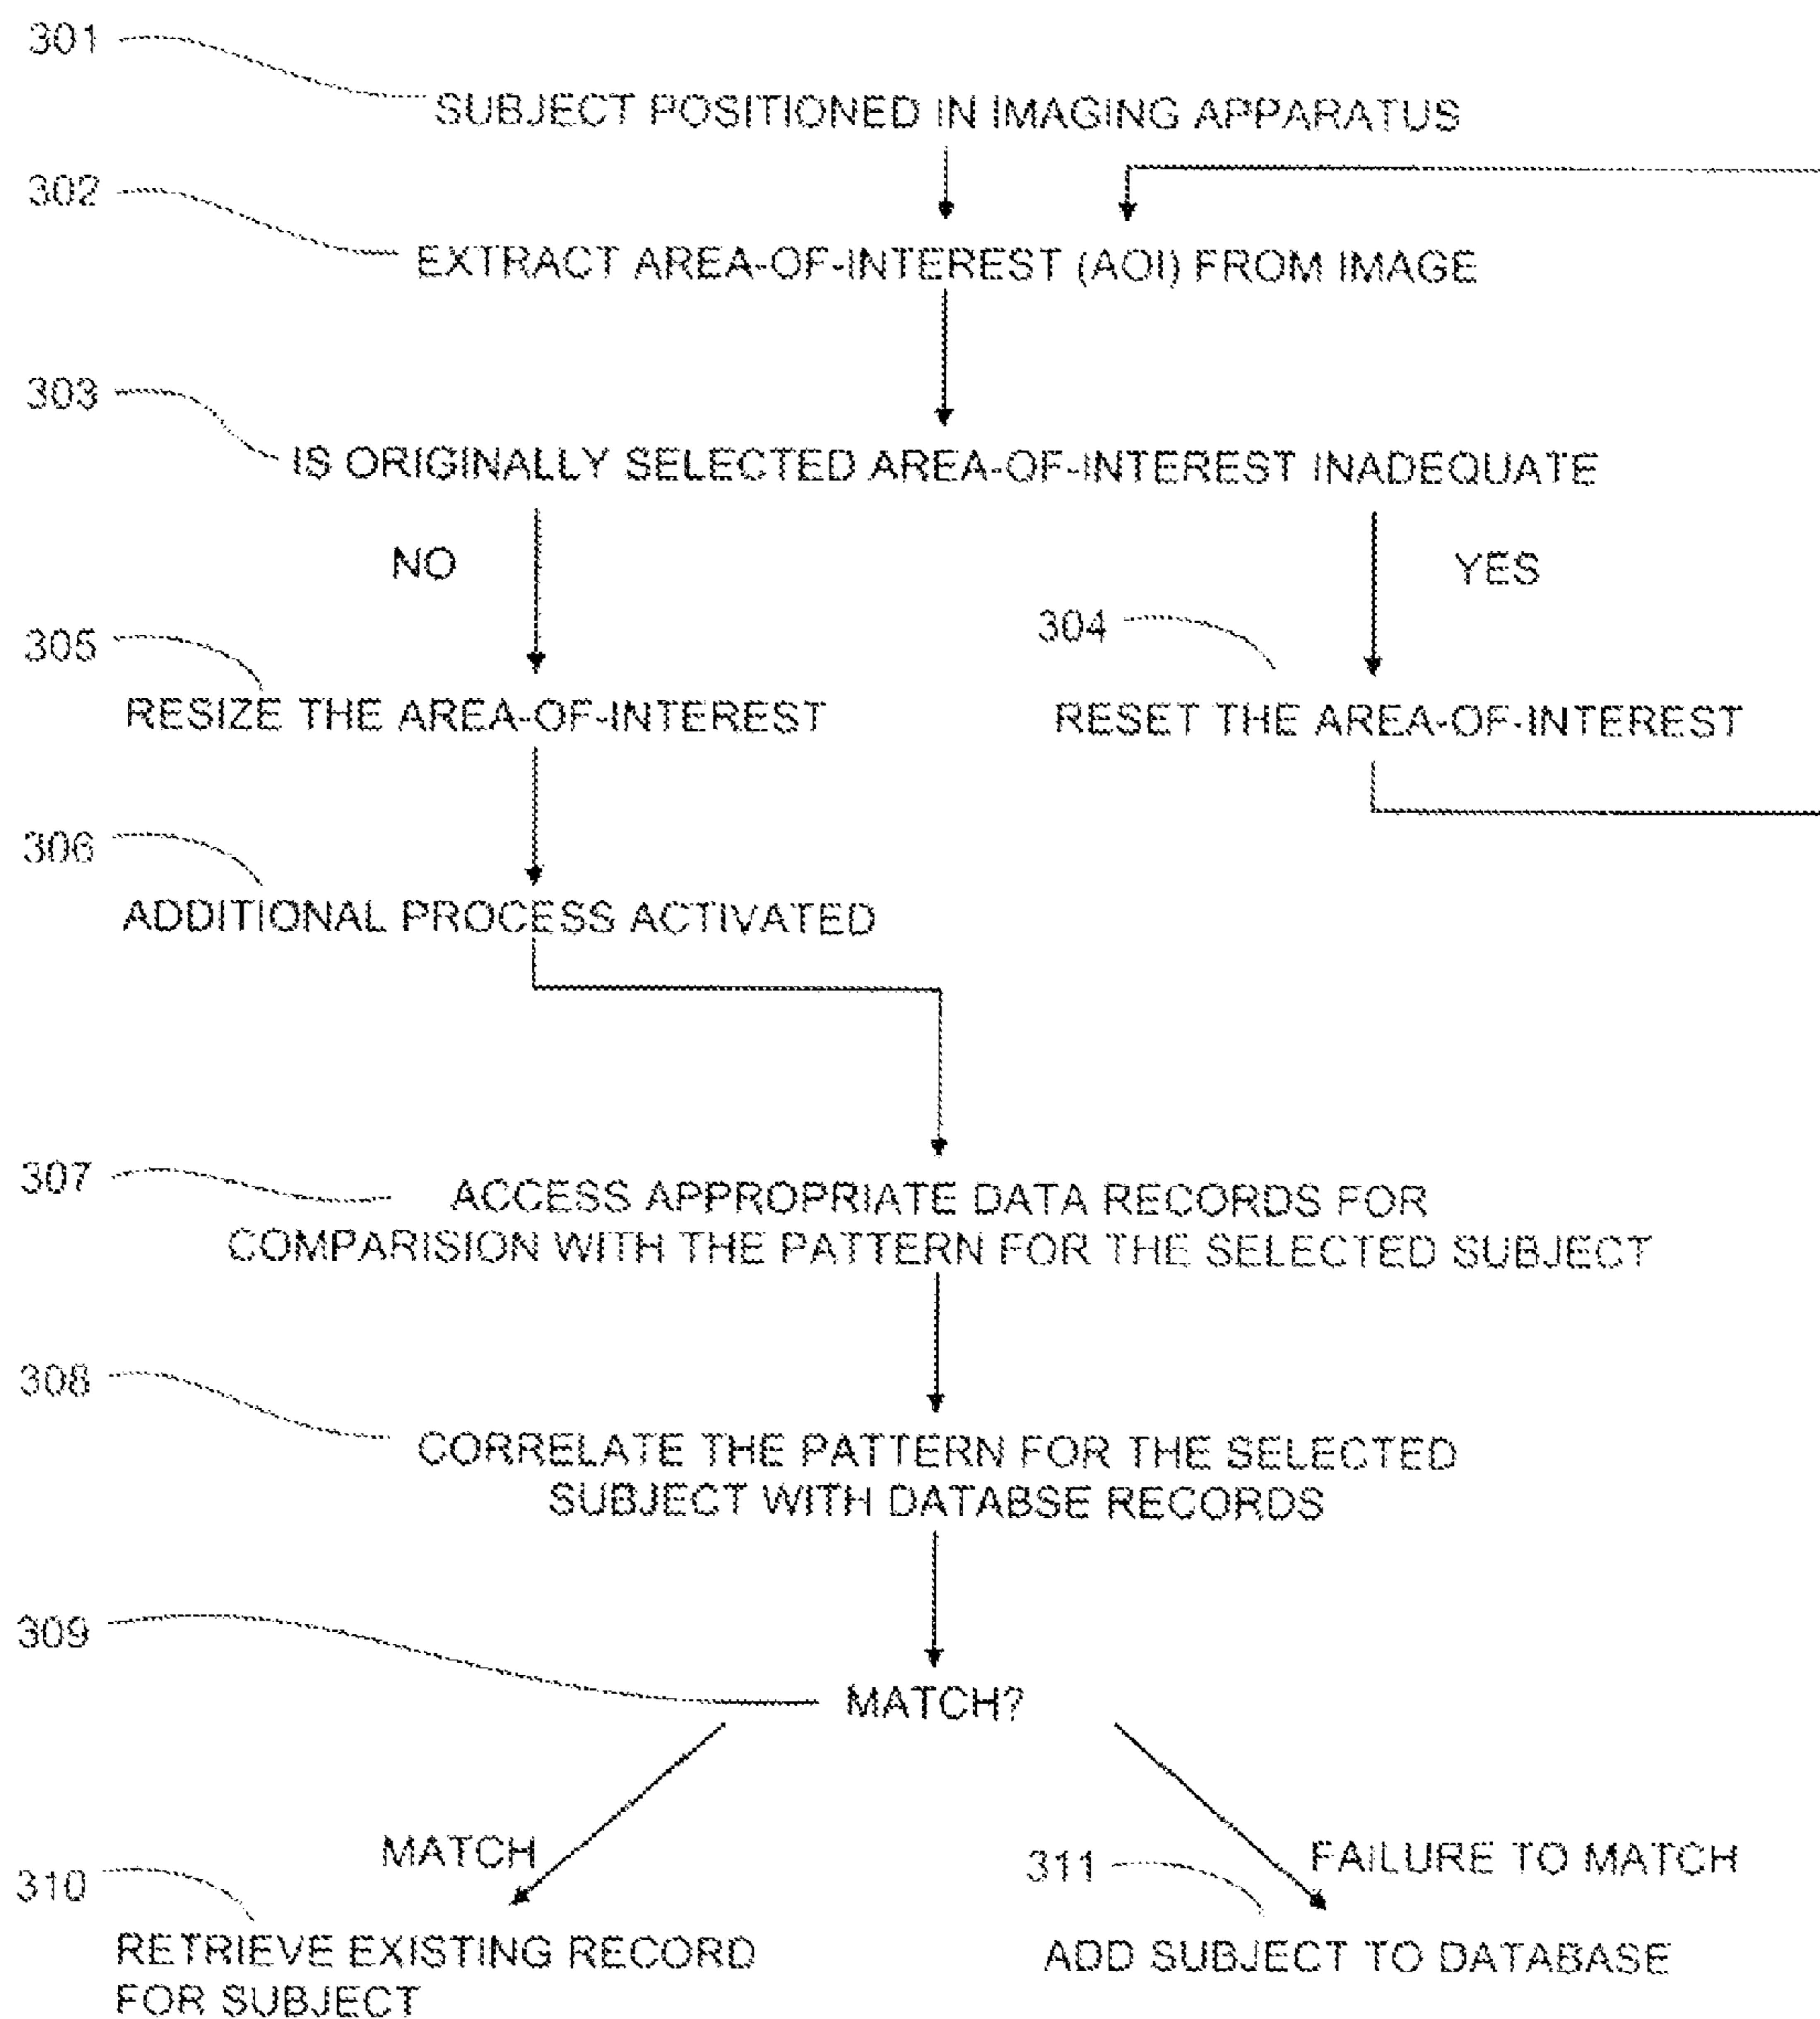 301
SUBJECT POSITIONED IN IMAGING APPARATUS
302
EXTRACT AREA-OF-INTEREST (AOI) FROM IMAGE
303
IS ORIGINALLY SELECTED AREA-OF-INTEREST INADEQUATE
NO
YES
305
RESIZE THE AREA-OF-INTEREST
304
RESET THE AREA-OF-INTEREST
306
ADDITIONAL PROCESS ACTIVATED
307
ACCESS APPROPRIATE DATA RECORDS FOR
COMPARISION WITH THE PATTERN FOR THE SELECTED SUBJECT
308
CORRELATE THE PATTERN FOR THE SELECTED
SUBJECT WITH DATABSE RECORDS
309
MATCH?
MATCH
FAILURE TO MATCH
310
RETRIEVE EXISTING RECORD
FOR SUBJECT
311
ADD SUBJECT TO DATABASE